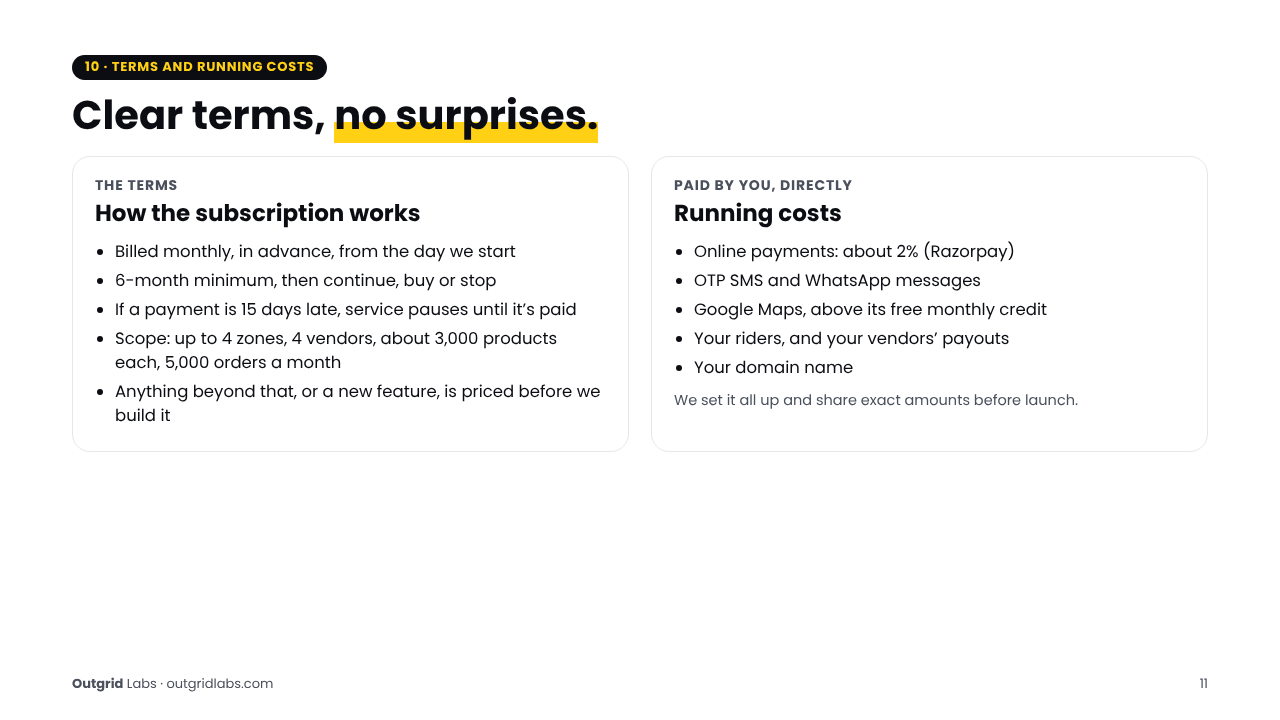 10 · TERMS AND RUNNING COSTS
Clear terms, no surprises.
THE TERMS
How the subscription works
• Billed monthly, in advance, from the day we start
• 6-month minimum, then continue, buy or stop
• If a payment is 15 days late, service pauses until it’s paid
• Scope: up to 4 zones, 4 vendors, about 3,000 products
each, 5,000 orders a month
• Anything beyond that, or a new feature, is priced before we
build it
PAID BY YOU, DIRECTLY
Running costs
• Online payments: about 2% (Razorpay)
• OTP SMS and WhatsApp messages
• Google Maps, above its free monthly credit
• Your riders, and your vendors’ payouts
• Your domain name
We set it all up and share exact amounts before launch.
Outgrid Labs · outgridlabs.com
11